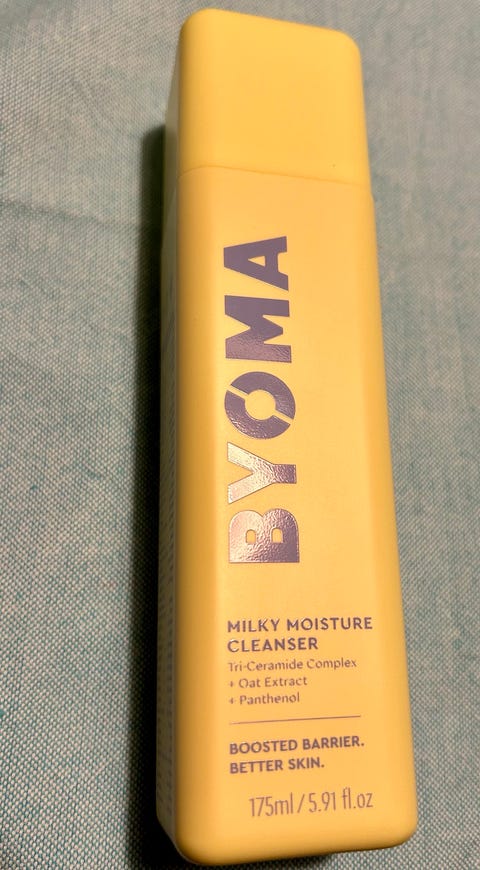 BYOMA
MILKY MOISTURE
CLEANSER
Tri-Ceramide Complex
+ Oat Extract
+ Panthenol
BOOSTED BARRIER.
BETTER SKIN.
175ml / 5.91 fl.oz